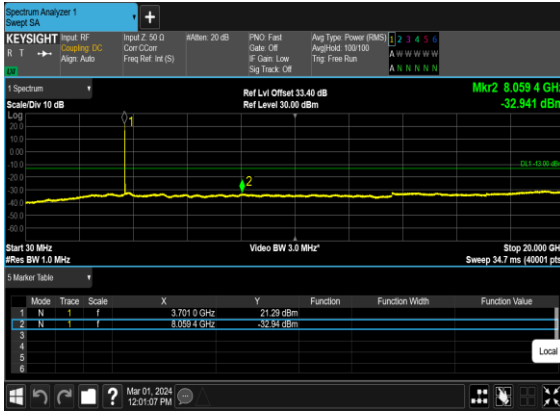 Spectrum Analyzer 1
Swept SA
+
KEYSIGHT
R T
LV
Input: RF
Coupling: DC
Align: Auto
Input Z: 50 Ω
Corr CCorr
Freq Ref: Int (S)
#Atten: 20 dB
PNO: Fast
Gate: Off
IF Gain: Low
Sig Track: Off
Avg Type: Power (RMS)
Avg|Hold: 100/100
Trig: Free Run
1 2 3 4 5 6
A W W W W W
A N N N N N
1 Spectrum
Scale/Div 10 dB
Ref Lvl Offset 33.40 dB
Ref Level 30.00 dBm
Mkr2 8.059 4 GHz
-32.941 dBm
Log
20.0
10.0
0.00
-10.0
-20.0
-30.0
-40.0
-50.0
-60.0
1
2
DL1 -13.00 dBm
Start 30 MHz
#Res BW 1.0 MHz
Video BW 3.0 MHz*
Stop 20.000 GHz
Sweep 34.7 ms (40001 pts)
5 Marker Table
Mode Trace Scale X Y Function Function Width Function Value
1 N 1 f 3.701 0 GHz 21.29 dBm
2 N 1 f 8.059 4 GHz -32.94 dBm
3
4
5
6
Local
?
Mar 01, 2024
12:01:07 PM